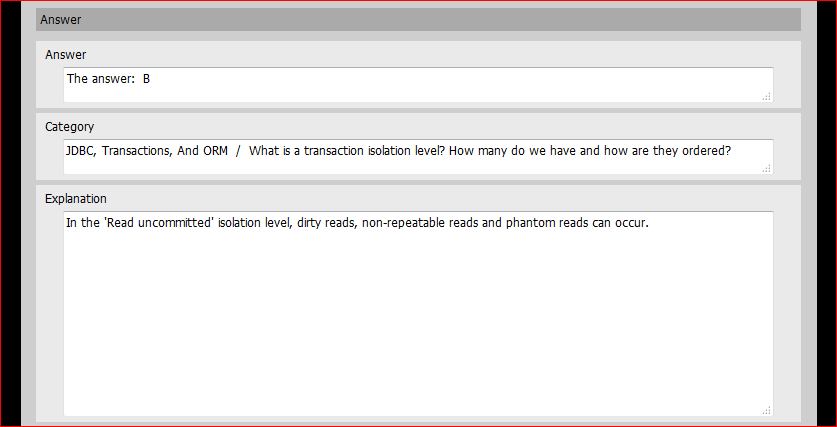 Answer
Answer
The answer:  B
Category
JDBC, Transactions, And ORM  /  What is a transaction isolation level? How many do we have and how are they ordered?
Explanation
In the 'Read uncommitted' isolation level, dirty reads, non-repeatable reads and phantom reads can occur.